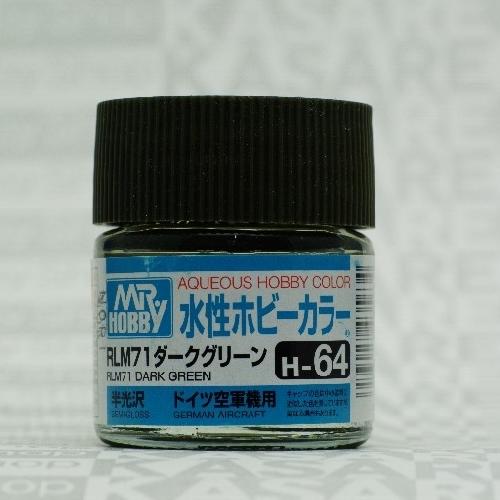 AQUEOUS HOBBY COLOR
MR.
HOBBY
水性ホビーカラー
RLM71ダークグリーン
RLM71 DARK GREEN
H-64
半光沢
SEMIGLOSS
ドイツ空軍機用
GERMAN AIRCRAFT
KASARE